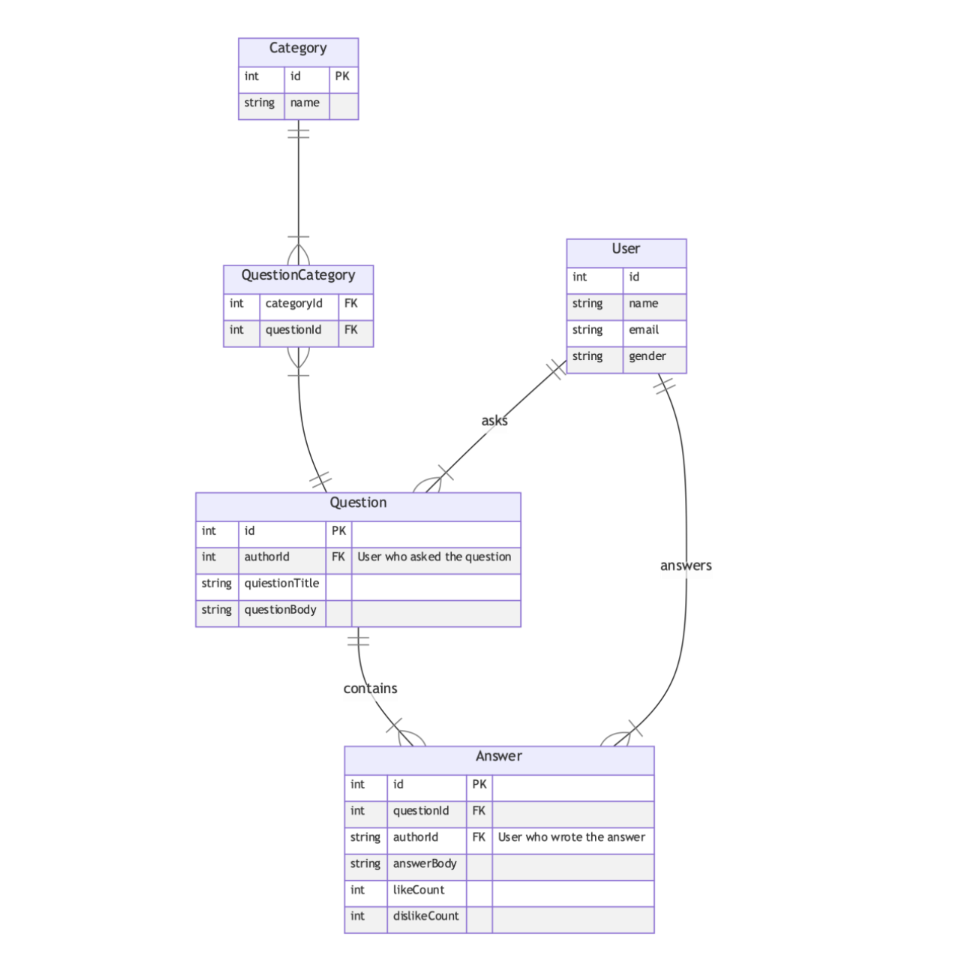 Category
int id PK
string name
QuestionCategory
int categoryId FK
int questionId FK
User
int id
string name
string email
string gender
asks
Question
int id PK
int authorId FK User who asked the question
string quiestionTitle
string questionBody
answers
contains
Answer
int id PK
int questionId FK
string authorId FK User who wrote the answer
string answerBody
int likeCount
int dislikeCount